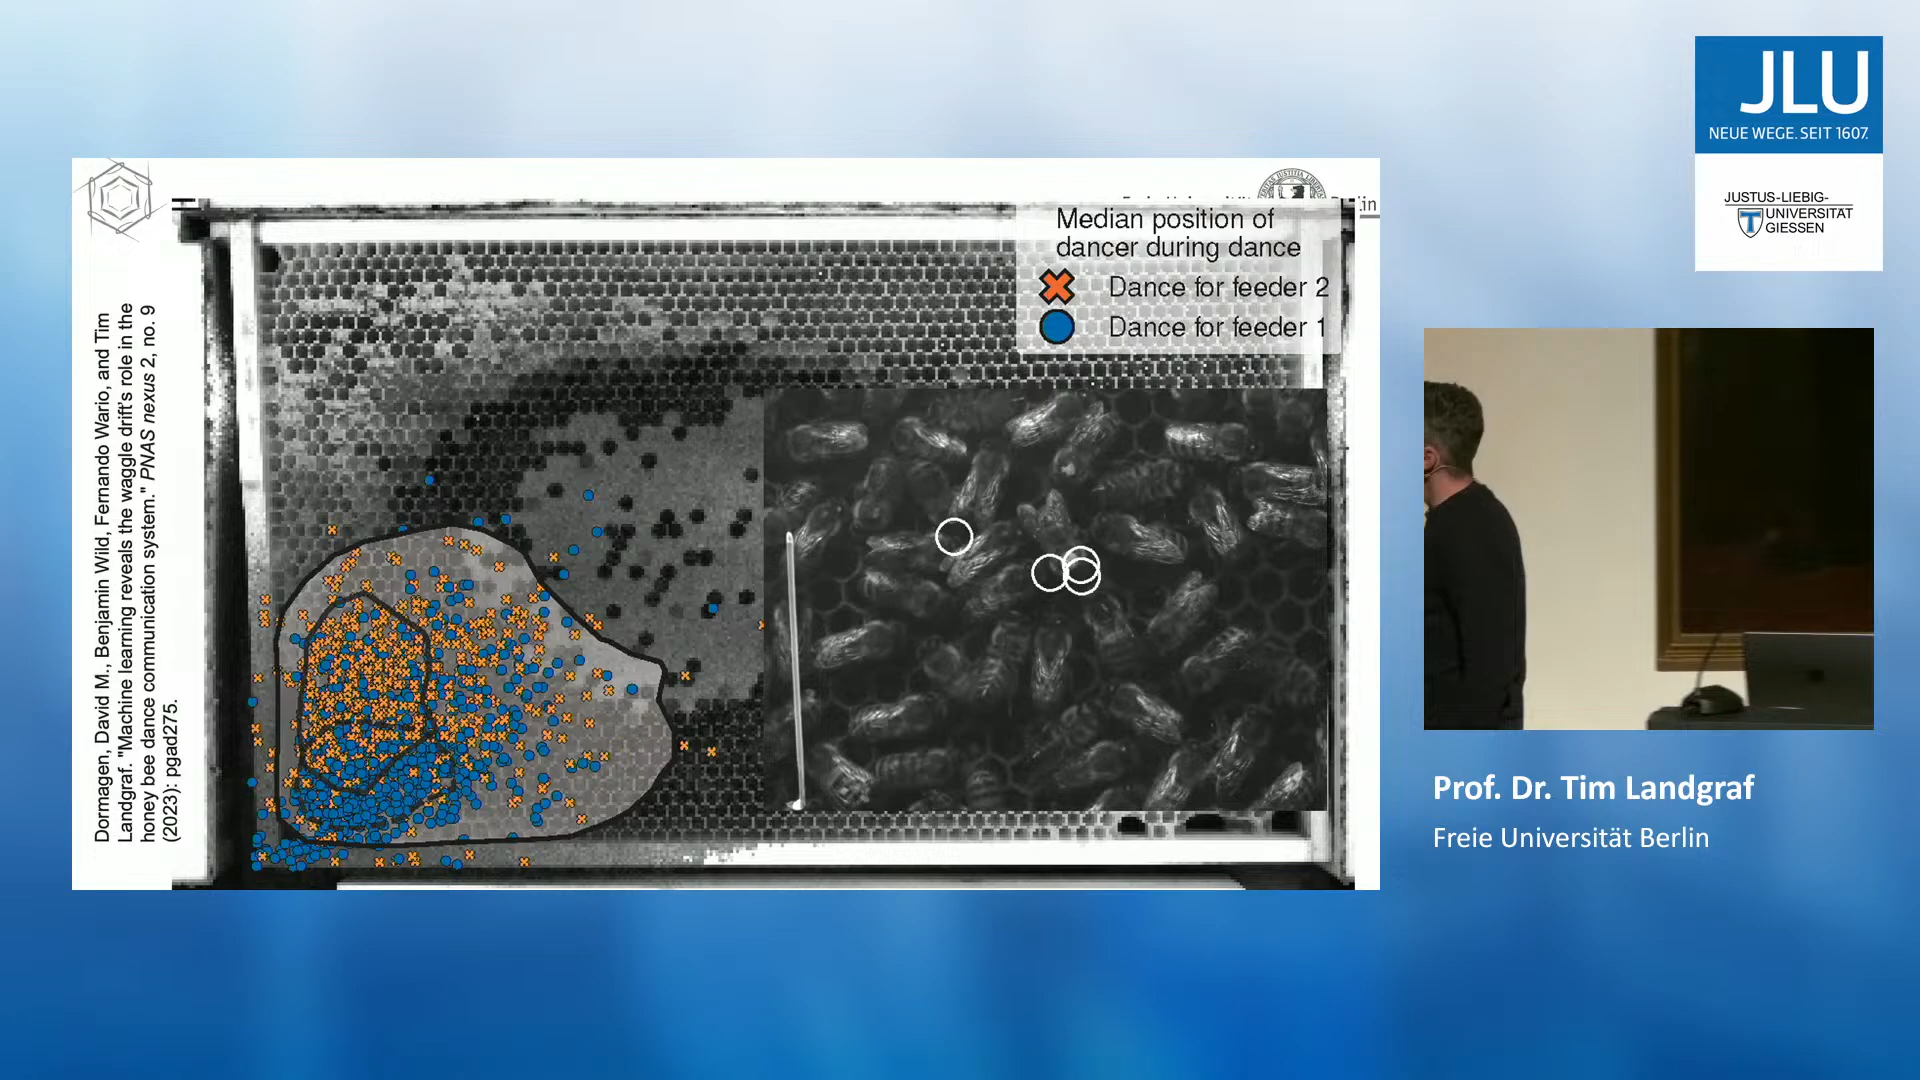 JLU
NEUE WEGE. SEIT 1607.
JUSTUS-LIEBIG-
UNIVERSITÄT
GIESSEN
Median position of
dancer during dance
Dance for feeder 2
Dance for feeder 1
Dormagen, David M., Benjamin Wild, Fernando Wario, and Tim
Landgraf. "Machine learning reveals the waggle drift's role in the
honey bee dance communication system." PNAS nexus 2, no. 9
(2023): pgad275.
Prof. Dr. Tim Landgraf
Freie Universität Berlin